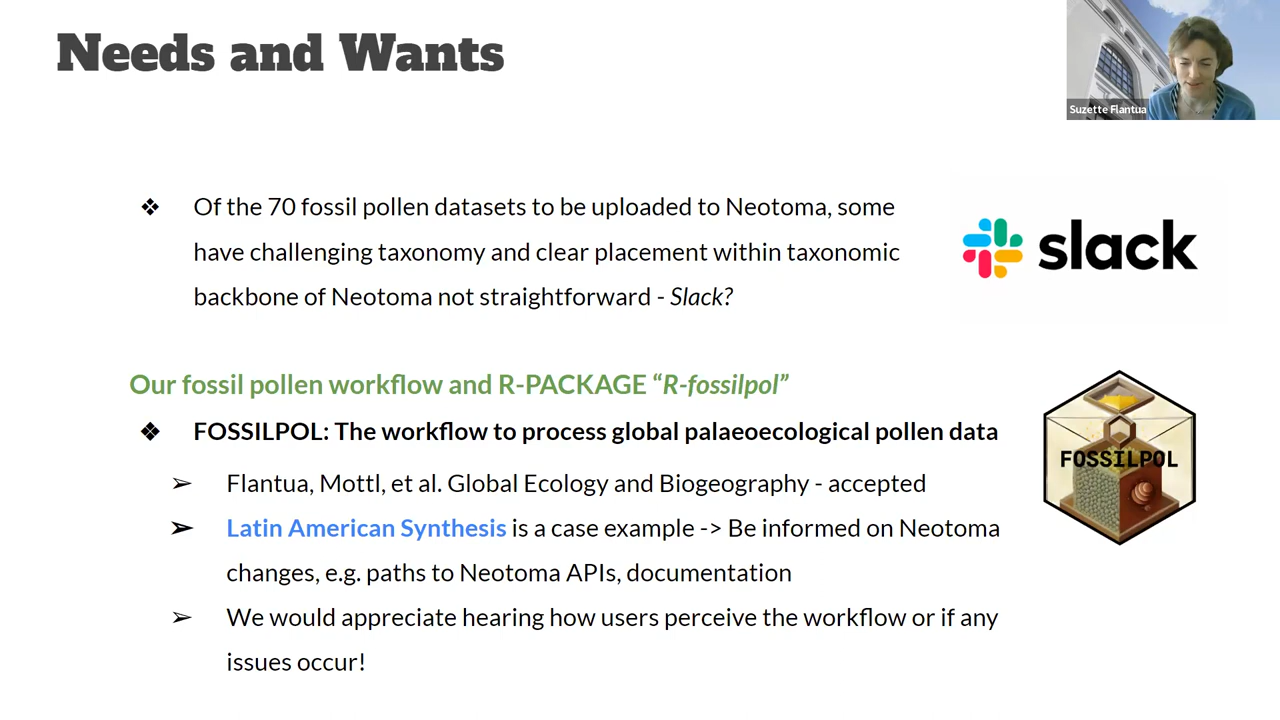 Needs and Wants
Suzette Flantua
❖ Of the 70 fossil pollen datasets to be uploaded to Neotoma, some
have challenging taxonomy and clear placement within taxonomic
backbone of Neotoma not straightforward - Slack?
slack
Our fossil pollen workflow and R-PACKAGE “R-fossilpol”
❖ FOSSILPOL: The workflow to process global palaeoecological pollen data
FOSSILPOL
➢ Flantua, Mottl, et al. Global Ecology and Biogeography - accepted
➢ Latin American Synthesis is a case example -> Be informed on Neotoma
changes, e.g. paths to Neotoma APIs, documentation
➢ We would appreciate hearing how users perceive the workflow or if any
issues occur!